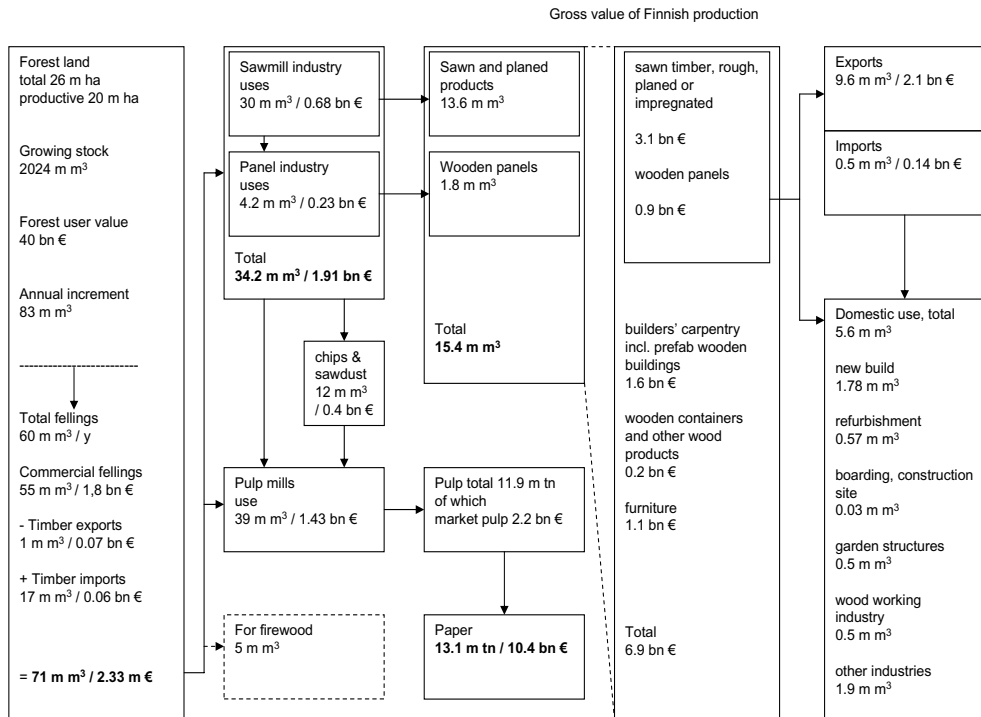 Gross value of Finnish production
Forest land
total 26 m ha
productive 20 m ha
Growing stock
2024 m m³
Forest user value
40 bn €
Annual increment
83 m m³
--------------------------
Total fellings
60 m m³ / y
Commercial fellings
55 m m³ / 1,8 bn €
- Timber exports
1 m m³ / 0.07 bn €
+ Timber imports
17 m m³ / 0.06 bn €
= 71 m m³ / 2.33 m €
Sawmill industry
uses
30 m m³ / 0.68 bn €
Panel industry
uses
4.2 m m³ / 0.23 bn €
Total
34.2 m m³ / 1.91 bn €
chips &
sawdust
12 m m³
/ 0.4 bn €
Pulp mills
use
39 m m³ / 1.43 bn €
For firewood
5 m m³
Sawn and planed
products
13.6 m m³
Wooden panels
1.8 m m³
Total
15.4 m m³
Pulp total 11.9 m tn
of which
market pulp 2.2 bn €
Paper
13.1 m tn / 10.4 bn €
sawn timber, rough,
planed or
impregnated
3.1 bn €
wooden panels
0.9 bn €
builders' carpentry
incl. prefab wooden
buildings
1.6 bn €
wooden containers
and other wood
products
0.2 bn €
furniture
1.1 bn €
Total
6.9 bn €
Exports
9.6 m m³ / 2.1 bn €
Imports
0.5 m m³ / 0.14 bn €
Domestic use, total
5.6 m m³
new build
1.78 m m³
refurbishment
0.57 m m³
boarding, construction
site
0.03 m m³
garden structures
0.5 m m³
wood working
industry
0.5 m m³
other industries
1.9 m m³